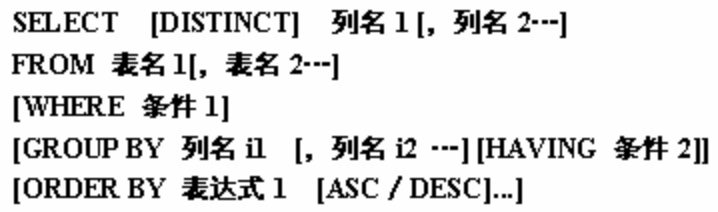 SELECT [DISTINCT] 列名 1 [, 列名 2···]
FROM 表名 1[, 表名 2···]
[WHERE 条件 1]
[GROUP BY 列名 i1 [, 列名 i2 ···] [HAVING 条件 2]]
[ORDER BY 表达式 1 [ASC / DESC]...]